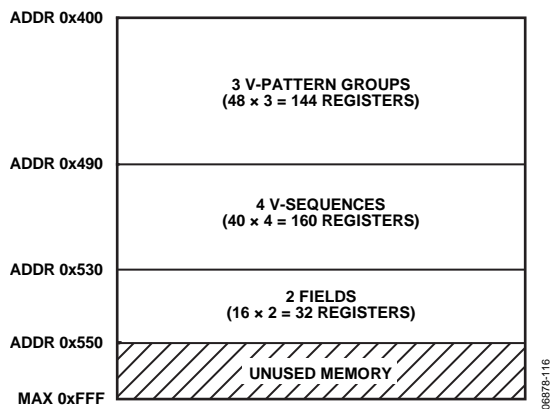 ADDR 0x400
3 V-PATTERN GROUPS
(48 × 3 = 144 REGISTERS)
ADDR 0x490
4 V-SEQUENCES
(40 × 4 = 160 REGISTERS)
ADDR 0x530
2 FIELDS
(16 × 2 = 32 REGISTERS)
ADDR 0x550
UNUSED MEMORY
MAX 0xFFF
06878-116